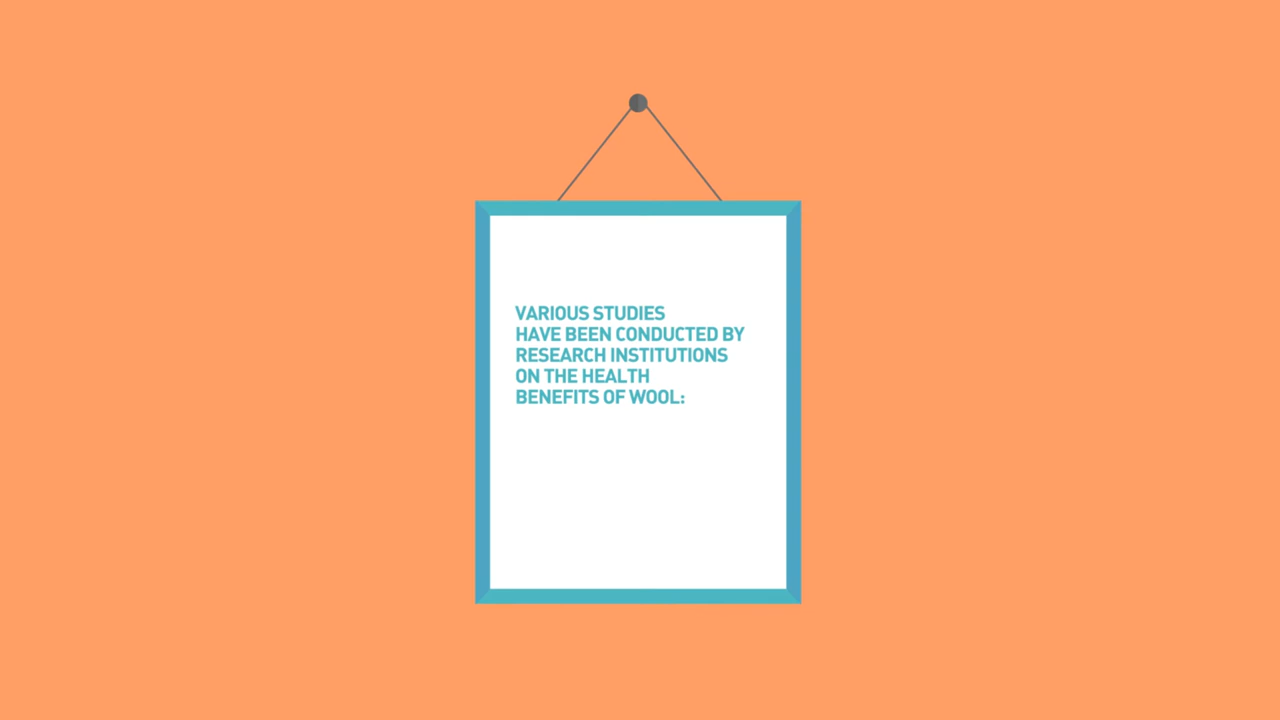 VARIOUS STUDIES
HAVE BEEN CONDUCTED BY
RESEARCH INSTITUTIONS
ON THE HEALTH
BENEFITS OF WOOL: